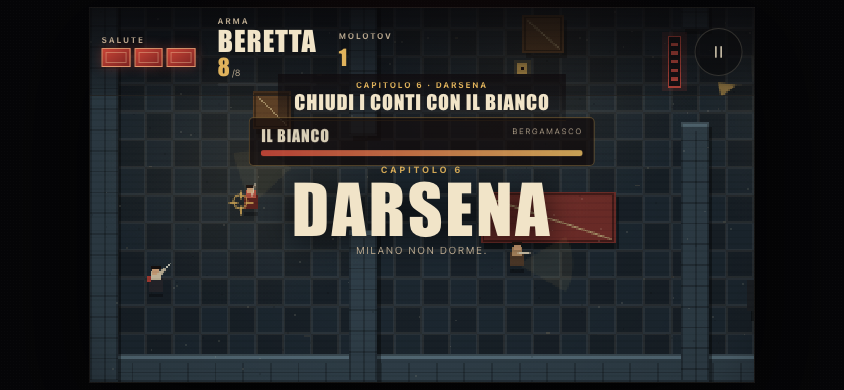 SALUTE
ARMA
BERETTA
8/8
MOLOTOV
1
CAPITOLO 6 · DARSENA
CHIUDI I CONTI CON IL BIANCO
IL BIANCO
BERGAMASCO
CAPITOLO 6
DARSENA
MILANO NON DORME.